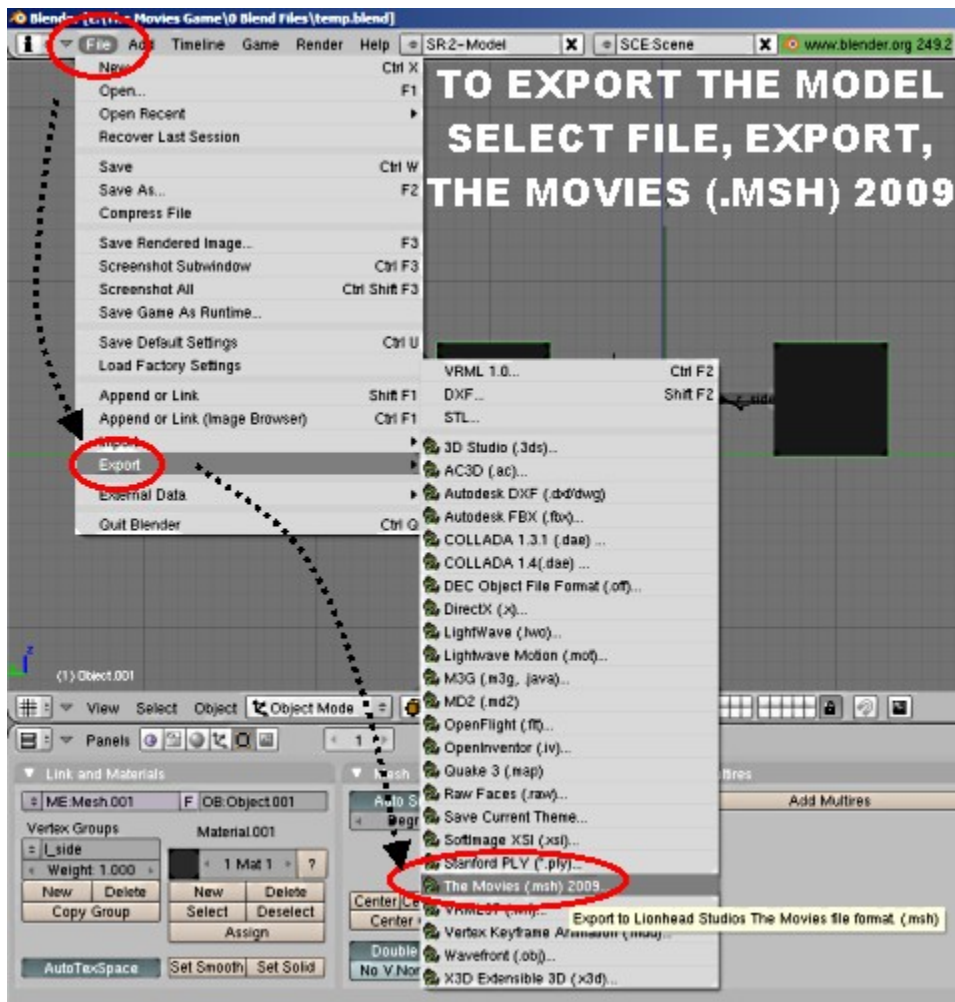 Blender [E:\The Movies Game\0 Blend Files\temp.blend]
File Add Timeline Game Render Help SR:2-Model X SCE:Scene X www.blender.org 249.2
TO EXPORT THE MODEL
SELECT FILE, EXPORT,
THE MOVIES (.MSH) 2009
New Ctrl X
Open... F1
Open Recent
Recover Last Session
Save Ctrl W
Save As... F2
Compress File
Save Rendered Image... F3
Screenshot Subwindow Ctrl F3
Screenshot All Ctrl Shift F3
Save Game As Runtime...
Save Default Settings Ctrl U
Load Factory Settings
Append or Link Shift F1
Append or Link (Image Browser) Ctrl F1
Import
Export
External Data
Quit Blender Ctrl Q
VRML 1.0... Ctrl F2
DXF... Shift F2
STL...
3D Studio (.3ds)...
AC3D (.ac)...
Autodesk DXF (.dxf/dwg)
Autodesk FBX (.fbx)...
COLLADA 1.3.1 (.dae) ...
COLLADA 1.4(.dae) ...
DEC Object File Format (.off)...
DirectX (.x)...
LightWave (.lwo)...
Lightwave Motion (.mot)...
M3G (.m3g, .java)...
MD2 (.md2)
OpenFlight (.flt)...
OpenInventor (.iv)...
Quake 3 (.map)
Raw Faces (.raw)...
Save Current Theme...
Softimage XSI (.xsi)...
Stanford PLY (*.ply)...
The Movies (.msh) 2009...
Vertex Keyframe Animation (.mdd)...
Wavefront (.obj)...
X3D Extensible 3D (.x3d)...
Export to Lionhead Studios The Movies file format (.msh)
r_side
z
(1) Object.001
View Select Object Object Mode
Panels 1
Link and Materials
Mesh
ME:Mesh.001 F OB:Object.001
Vertex Groups Material.001
l_side
Weight: 1.000
1 Mat 1 ?
New Delete New Delete
Copy Group Select Deselect
Assign
AutoTexSpace Set Smooth Set Solid
Add Multires
Center
Center
Double